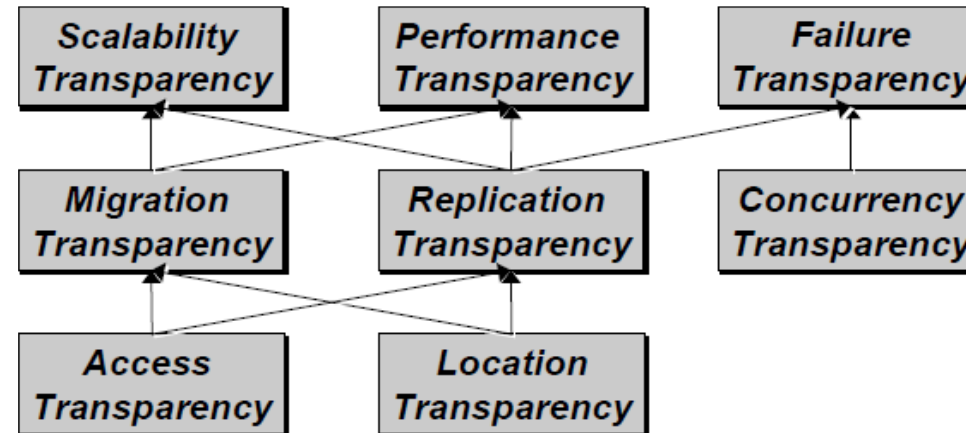 Scalability
Transparency
Performance
Transparency
Failure
Transparency
Migration
Transparency
Replication
Transparency
Concurrency
Transparency
Access
Transparency
Location
Transparency